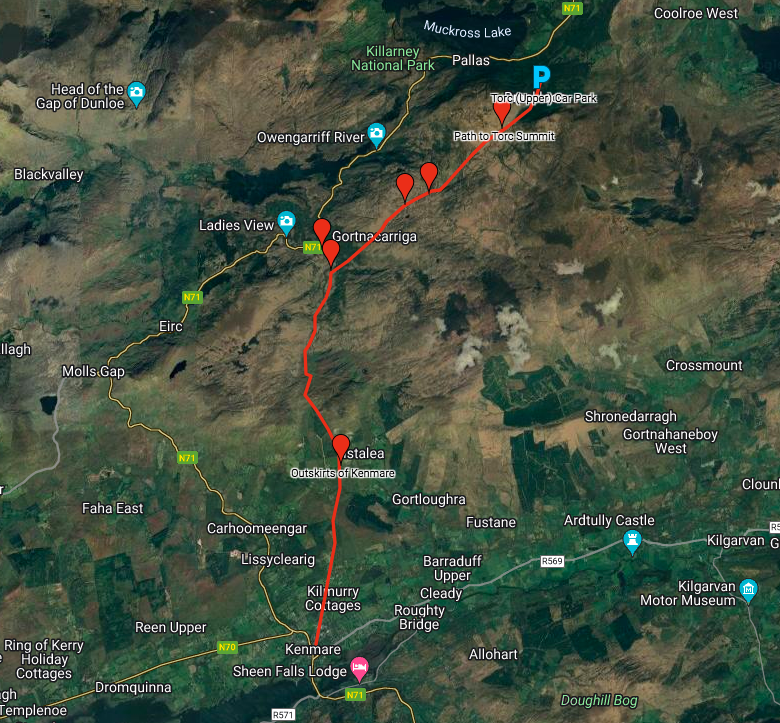 N71
Coolroe West
Muckross Lake
Killarney
National Park
Pallas
P
Head of the
Gap of Dunloe
Torc (Upper) Car Park
Owengarriff River
Path to Torc Summit
Blackvalley
Ladies View
Gortnacarriga
N71
N71
Eirc
llagh
Molls Gap
Crossmount
Shronedarragh
Gortnahaneboy
West
stalea
N71
Outskirts of Kenmare
Clounl
Gortloughra
Faha East
Fustane
Ardtully Castle
Carhoomeengar
Kilgarvan
R569
Lissyclearig
Barraduff
Upper
Kilgarvan
Motor Museum
Kilmurry
Cottages
Cleady
Roughty
Bridge
Reen Upper
Ring of Kerry
Holiday
Cottages
N70
Kenmare
Allohort
Sheen Falls Lodge
Dromquinna
N71
Templenoe
Doughill Bog
R571